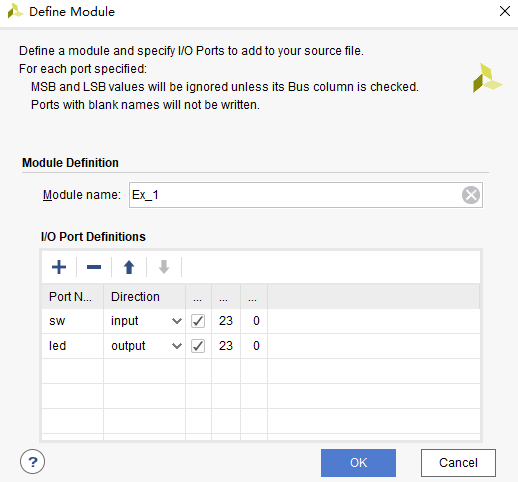 Define Module
Define a module and specify I/O Ports to add to your source file.
For each port specified:
MSB and LSB values will be ignored unless its Bus column is checked.
Ports with blank names will not be written.
Module Definition
Module name: Ex_1
I/O Port Definitions
Port N... Direction ... ... ...
sw input 23 0
led output 23 0
? OK Cancel